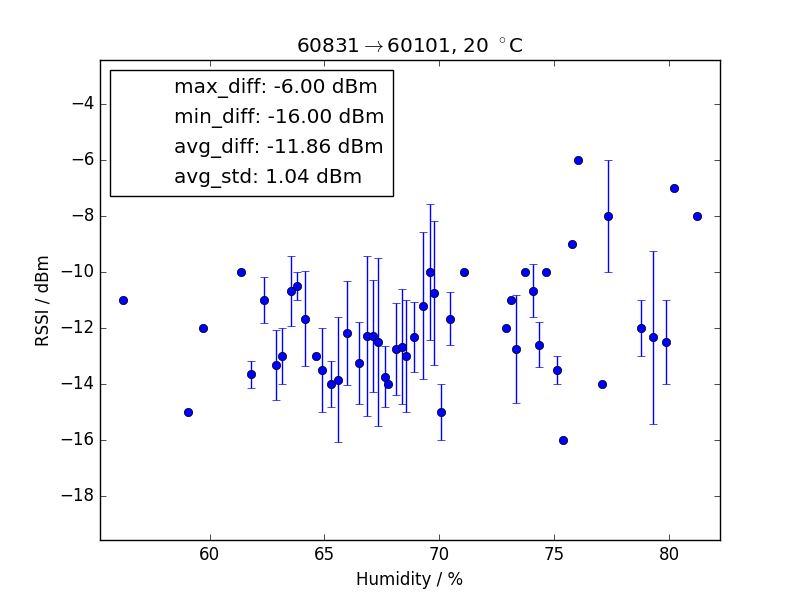 60831→60101, 20 °C
max_diff: -6.00 dBm
min_diff: -16.00 dBm
avg_diff: -11.86 dBm
avg_std: 1.04 dBm
−4
−6
−8
−10
−12
−14
−16
−18
RSSI / dBm
60 65 70 75 80
Humidity / %